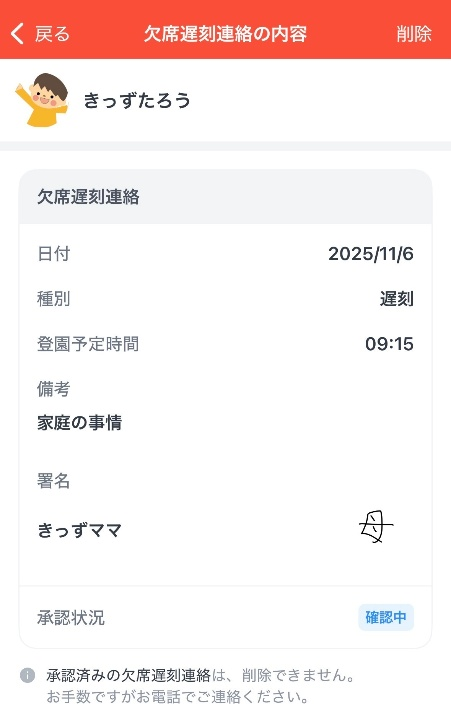 戻る 欠席遅刻連絡の内容 削除
きっずたろう
欠席遅刻連絡
日付 2025/11/6
種別 遅刻
登園予定時間 09:15
備考
家庭の事情
署名
きっずママ 母
承認状況 確認中
承認済みの欠席遅刻連絡は、削除できません。
お手数ですがお電話でご連絡ください。